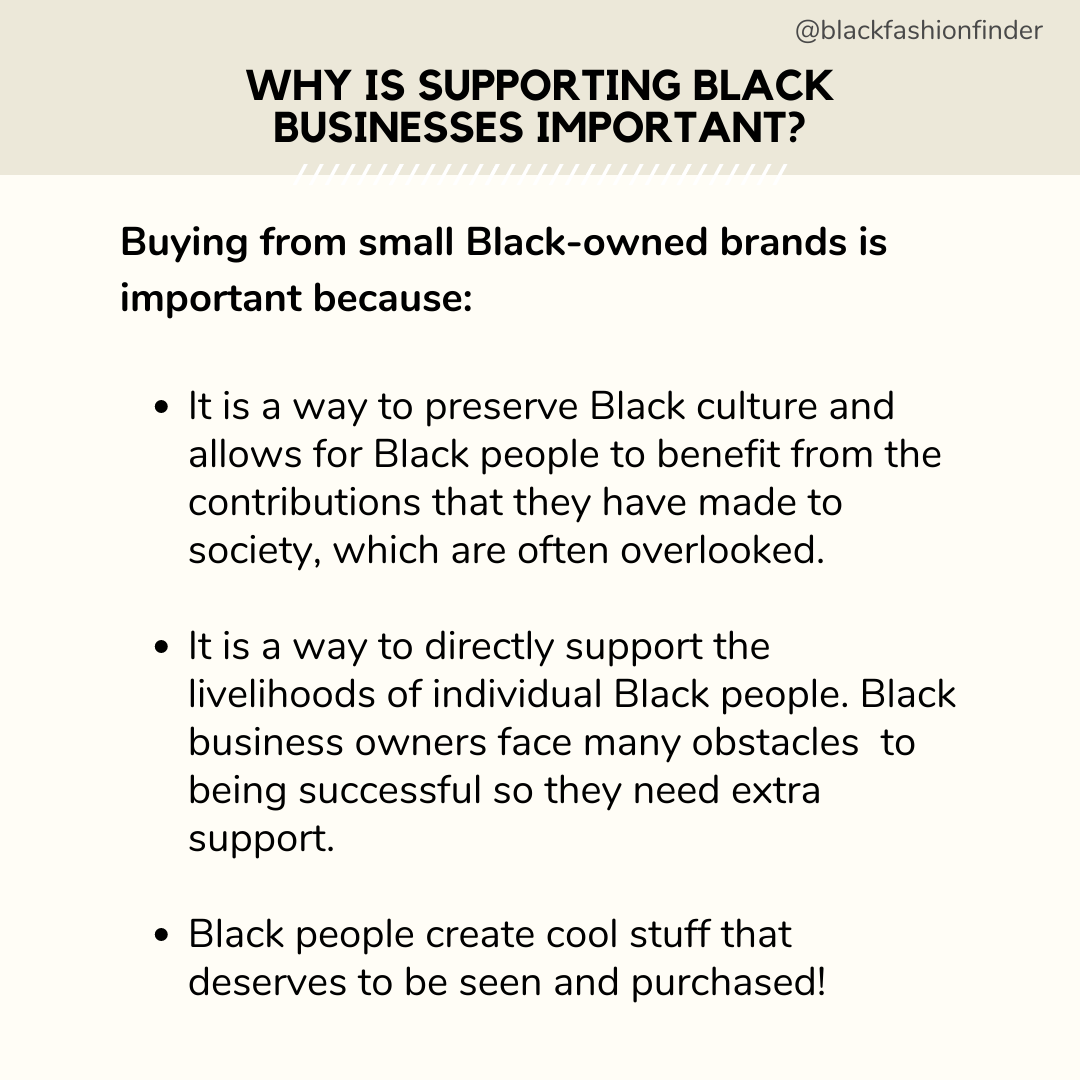 @blackfashionfinder
WHY IS SUPPORTING BLACK
BUSINESSES IMPORTANT?
Buying from small Black-owned brands is
important because:
• It is a way to preserve Black culture and
allows for Black people to benefit from the
contributions that they have made to
society, which are often overlooked.
• It is a way to directly support the
livelihoods of individual Black people. Black
business owners face many obstacles  to
being successful so they need extra
support.
• Black people create cool stuff that
deserves to be seen and purchased!